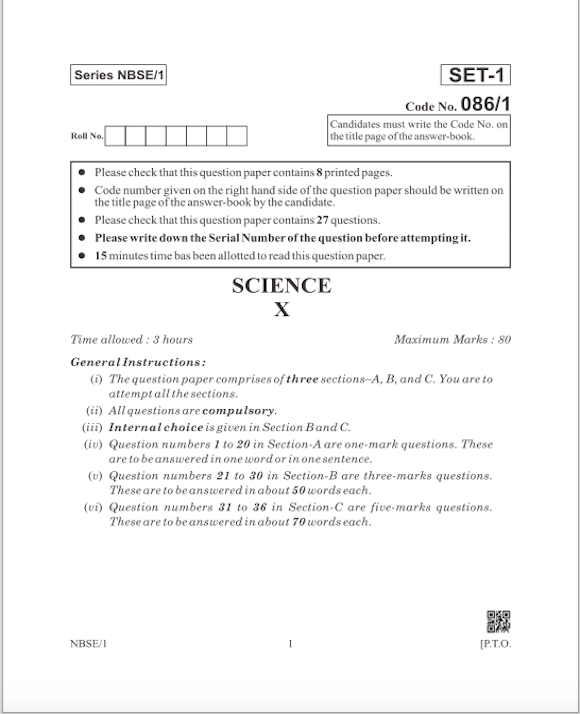 Series NBSE/1
SET-1
Code No. 086/1
Roll No.
Candidates must write the Code No. on
the title page of the answer-book.
● Please check that this question paper contains 8 printed pages.
● Code number given on the right hand side of the question paper should be written on
the title page of the answer-book by the candidate.
● Please check that this question paper contains 27 questions.
● Please write down the Serial Number of the question before attempting it.
● 15 minutes time bas been allotted to read this question paper.
SCIENCE
X
Time allowed : 3 hours
Maximum Marks : 80
General Instructions :
(i) The question paper comprises of three sections–A, B, and C. You are to
attempt all the sections.
(ii) All questions are compulsory.
(iii) Internal choice is given in Section B and C.
(iv) Question numbers 1 to 20 in Section-A are one-mark questions. These
are to be answered in one word or in one sentence.
(v) Question numbers 21 to 30 in Section-B are three-marks questions.
These are to be answered in about 50 words each.
(vi) Question numbers 31 to 36 in Section-C are five-marks questions.
These are to be answered in about 70 words each.
NBSE/1
1
[P.T.O.